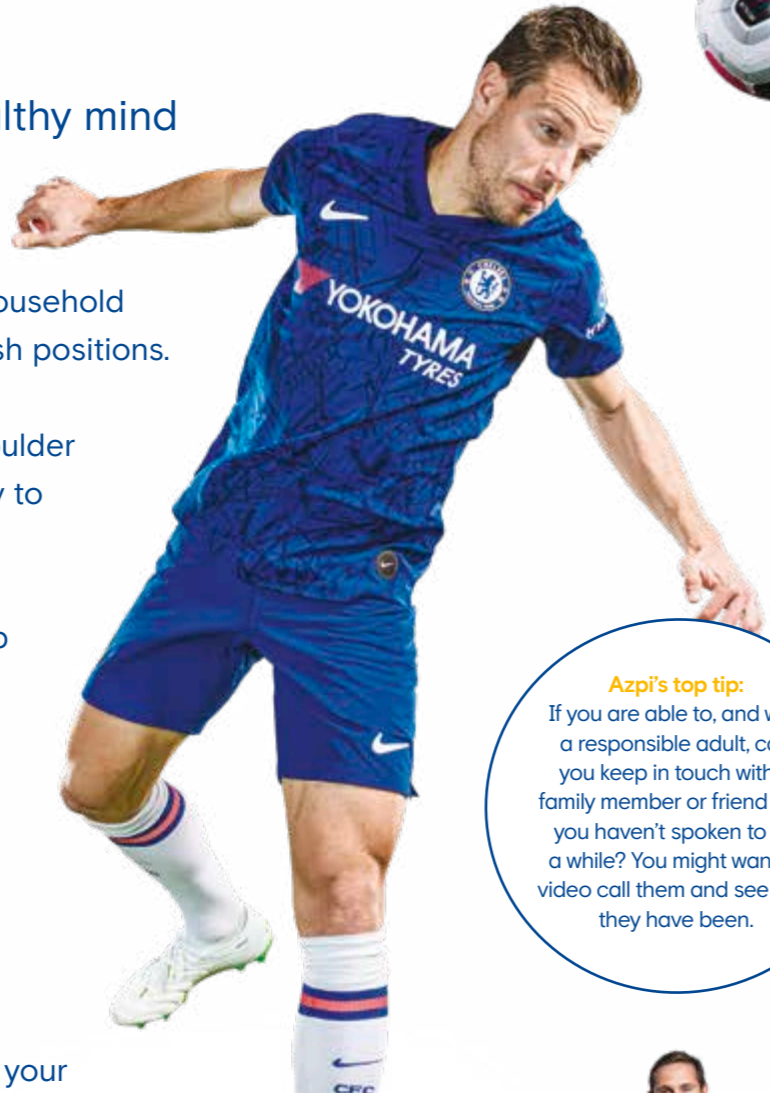 lthy mind
ousehold
sh positions.
oulder
y to
your
YOKOHAMA
TYRES
CHELSEA
Azpi's top tip:
If you are able to, and w
a responsible adult, c
you keep in touch with
family member or friend
you haven't spoken to
a while? You might wan
video call them and see
they have been.
CFC